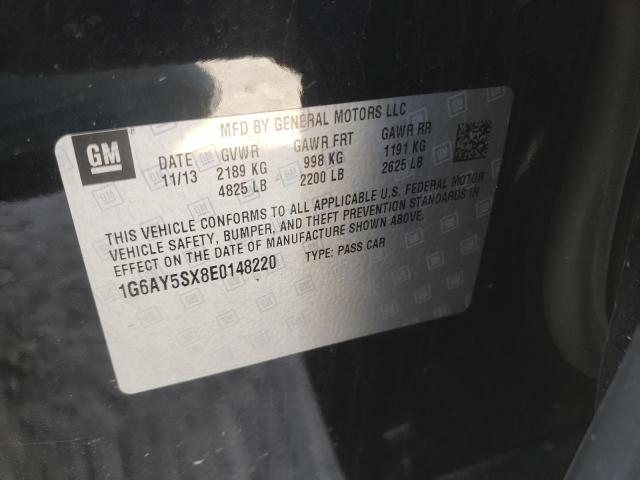 GM
MFD BY GENERAL MOTORS LLC
DATE GVWR GAWR FRT GAWR RR
11/13 2189 KG 998 KG 1191 KG
4825 LB 2200 LB 2625 LB
THIS VEHICLE CONFORMS TO ALL APPLICABLE U.S. FEDERAL MOTOR
VEHICLE SAFETY, BUMPER, AND THEFT PREVENTION STANDARDS IN
EFFECT ON THE DATE OF MANUFACTURE SHOWN ABOVE.
1G6AY5SX8E0148220 TYPE: PASS CAR